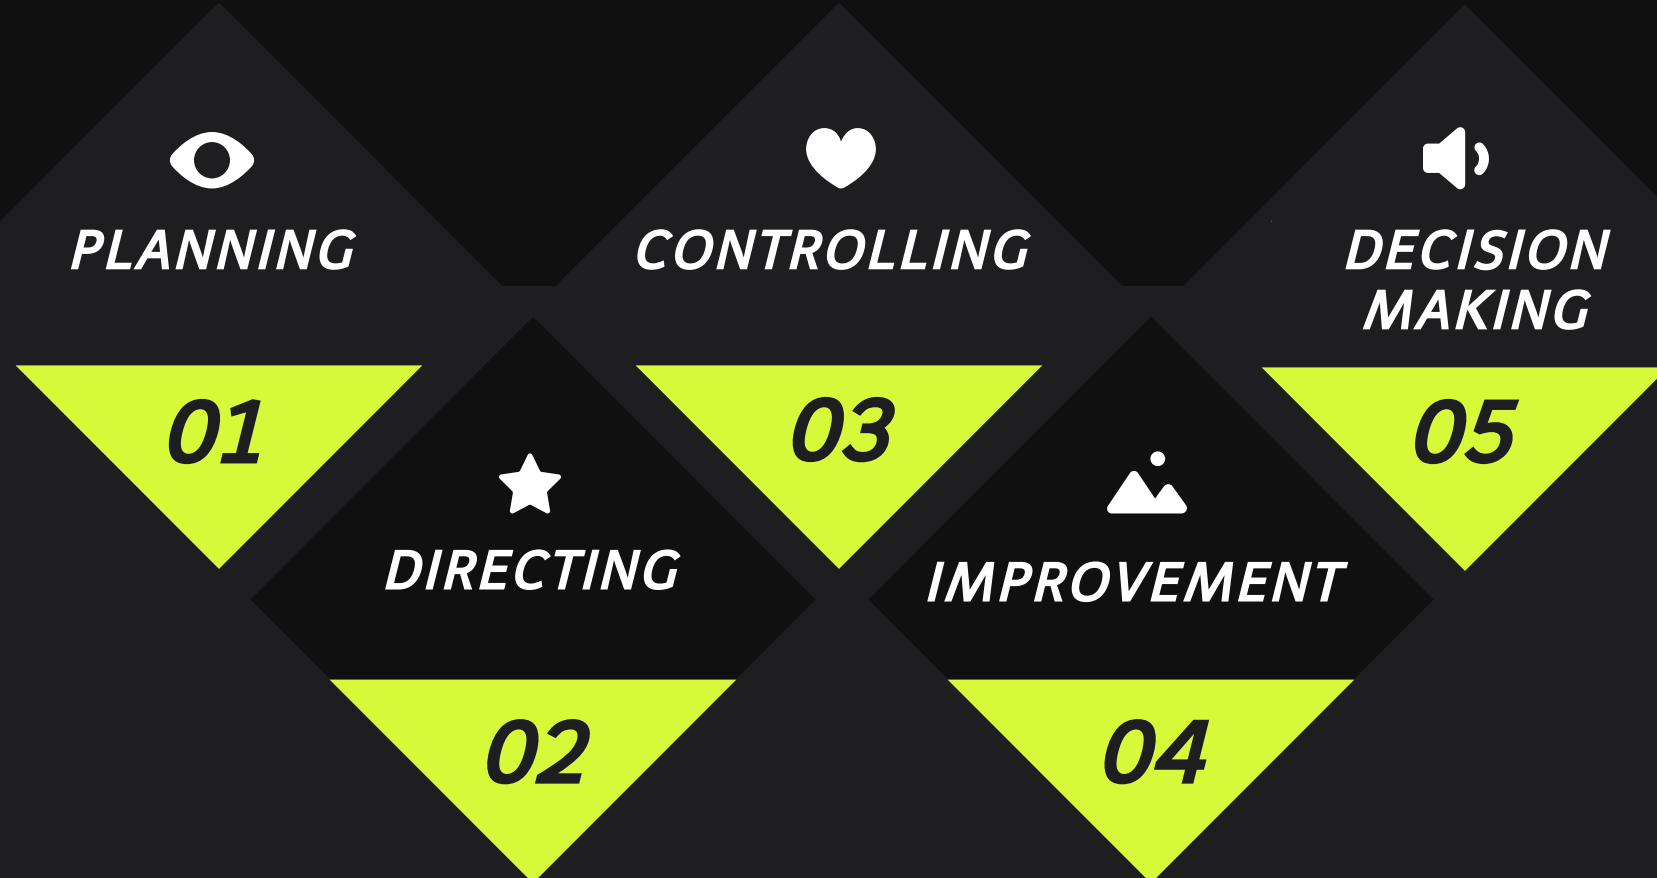 PLANNING
01
DIRECTING
02
CONTROLLING
03
IMPROVEMENT
04
DECISION
MAKING
05